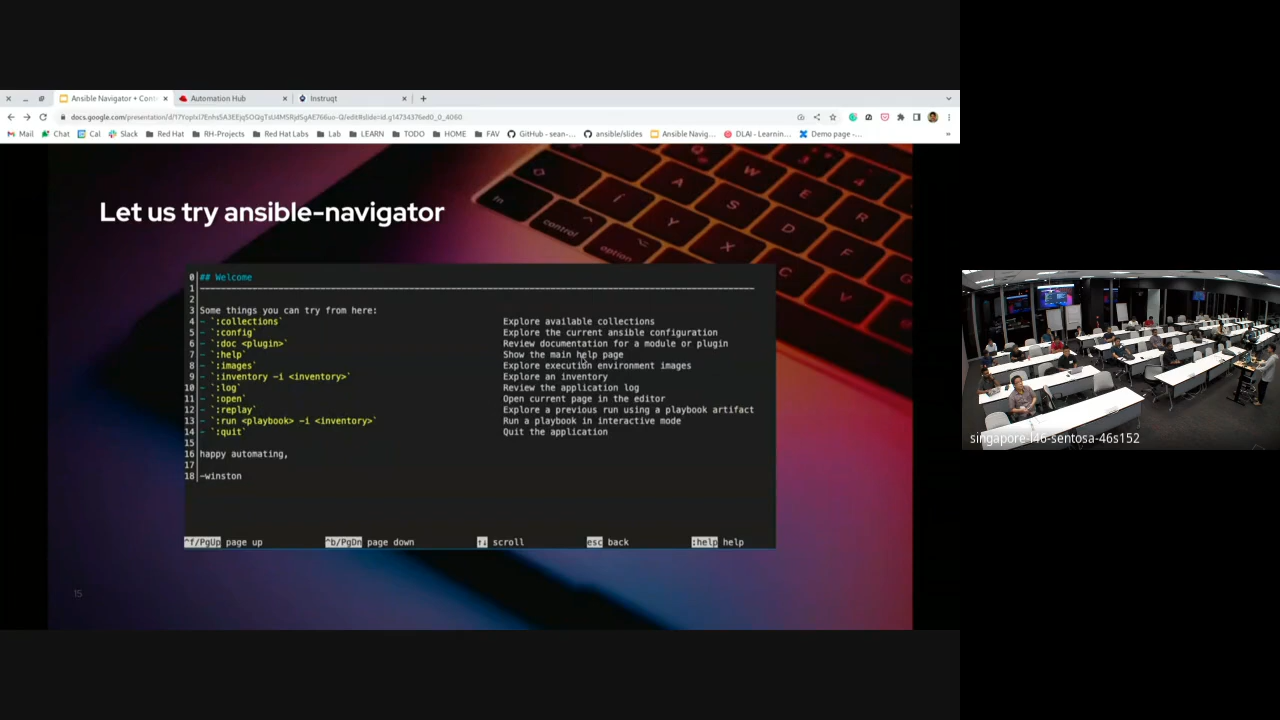 Ansible Navigator + Cont
Automation Hub
Instruqt
docs.google.com/presentation/d/17YoptxI7Enhs5A3EEjq5OQgTsU4MSRjdSgAE766uo-Q/edit#slide=id.g14734376ed0_0_4060
Mail Chat Cal Slack Red Hat RH-Projects Red Hat Labs Lab LEARN TODO HOME FAV GitHub - sean-... ansible/slides Ansible Navig... DLAI - Learnin... Demo page -... »
Let us try ansible-navigator
0 ## Welcome
1
2
3 Some things you can try from here:
4 - `:collections` Explore available collections
5 - `:config` Explore the current ansible configuration
6 - `:doc <plugin>` Review documentation for a module or plugin
7 - `:help` Show the main help page
8 - `:images` Explore execution environment images
9 - `:inventory -i <inventory>` Explore an inventory
10 - `:log` Review the application log
11 - `:open` Open current page in the editor
12 - `:replay` Explore a previous run using a playbook artifact
13 - `:run <playbook> -i <inventory>` Run a playbook in interactive mode
14 - `:quit` Quit the application
15
16 happy automating,
17
18 -winston
^f/PgUp page up ^b/PgDn page down ↑↓ scroll esc back :help help
15
fn control option A S D F W E R Y X C V Q 3 4
singapore-l46-sentosa-46s152